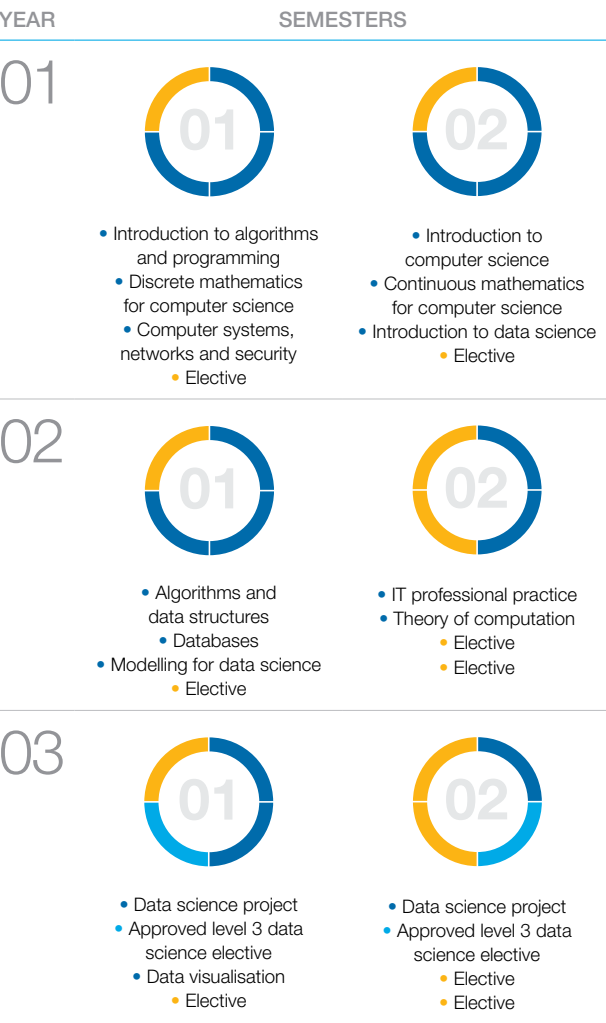 YEAR SEMESTERS
01
01
• Introduction to algorithms
and programming
• Discrete mathematics
for computer science
• Computer systems,
networks and security
• Elective
02
• Introduction to
computer science
• Continuous mathematics
for computer science
• Introduction to data science
• Elective
02
01
• Algorithms and
data structures
• Databases
• Modelling for data science
• Elective
02
• IT professional practice
• Theory of computation
• Elective
• Elective
03
01
• Data science project
• Approved level 3 data
science elective
• Data visualisation
• Elective
02
• Data science project
• Approved level 3 data
science elective
• Elective
• Elective